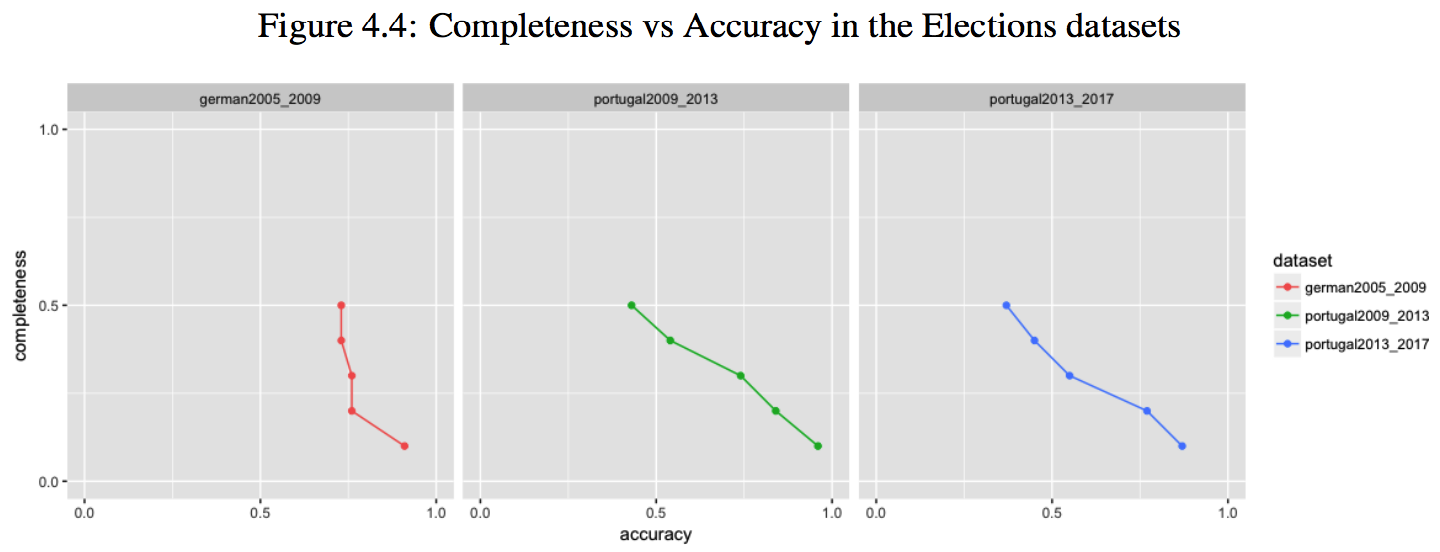 Figure 4.4: Completeness vs Accuracy in the Elections datasets
german2005_2009
portugal2009_2013
portugal2013_2017
1.0
0.5
0.0
completeness
0.0 0.5 1.0
0.0 0.5 1.0
0.0 0.5 1.0
accuracy
dataset
german2005_2009
portugal2009_2013
portugal2013_2017